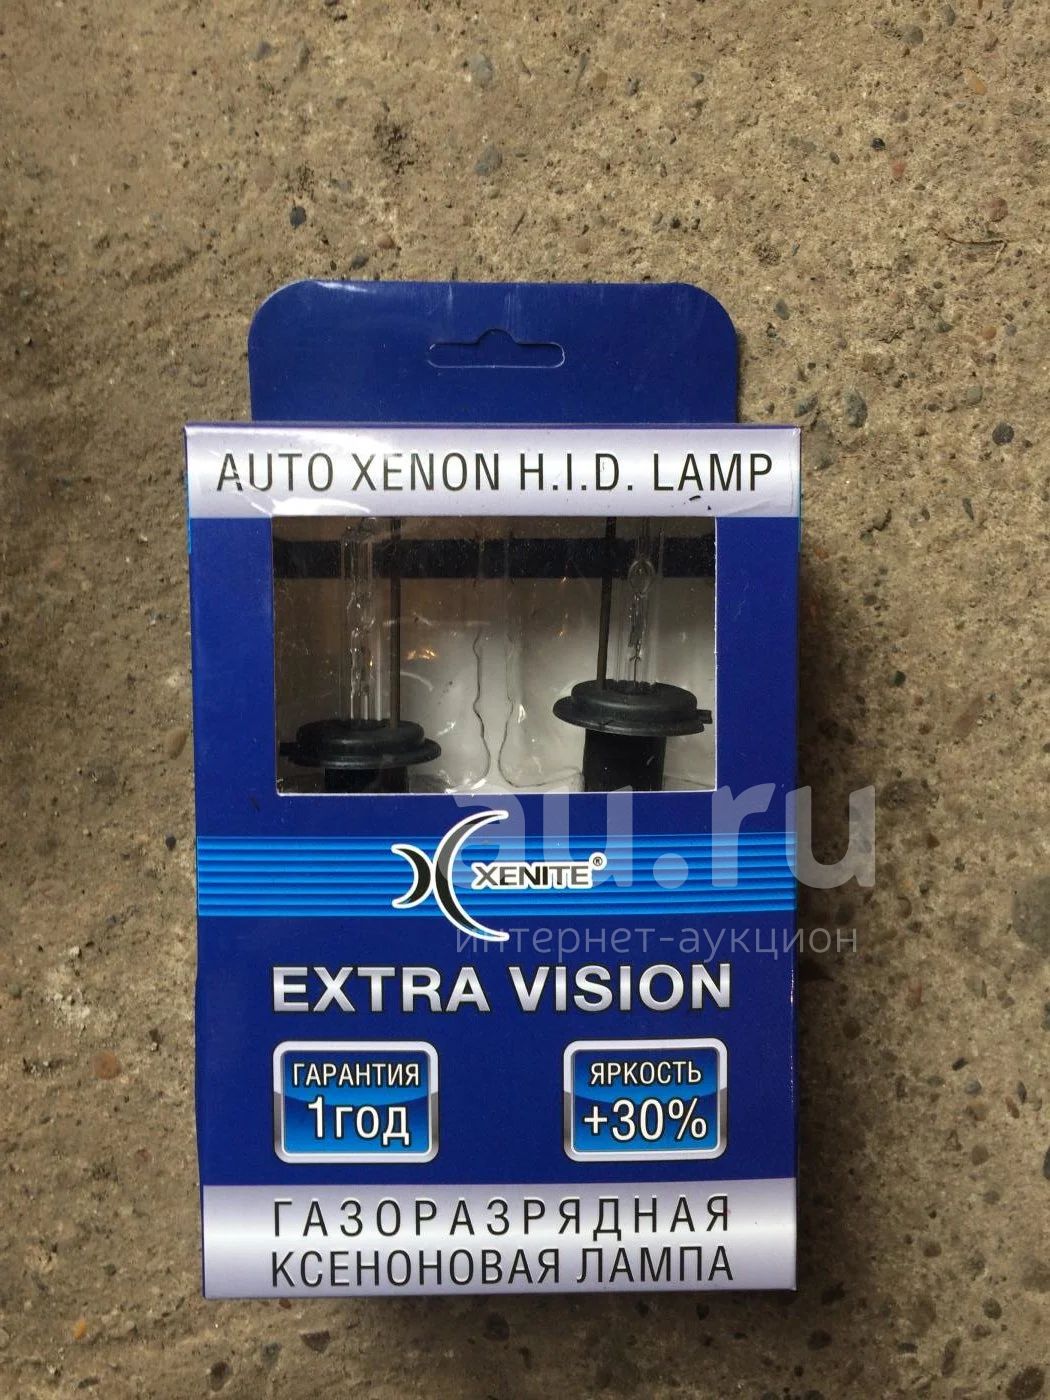 AUTO XENON H.I.D. LAMP
XENITE®
au.ru
интернет-аукцион
EXTRA VISION
ГАРАНТИЯ
1год
ЯРКОСТЬ
+30%
ГАЗОРАЗРЯДНАЯ
КСЕНОНОВАЯ ЛАМПА